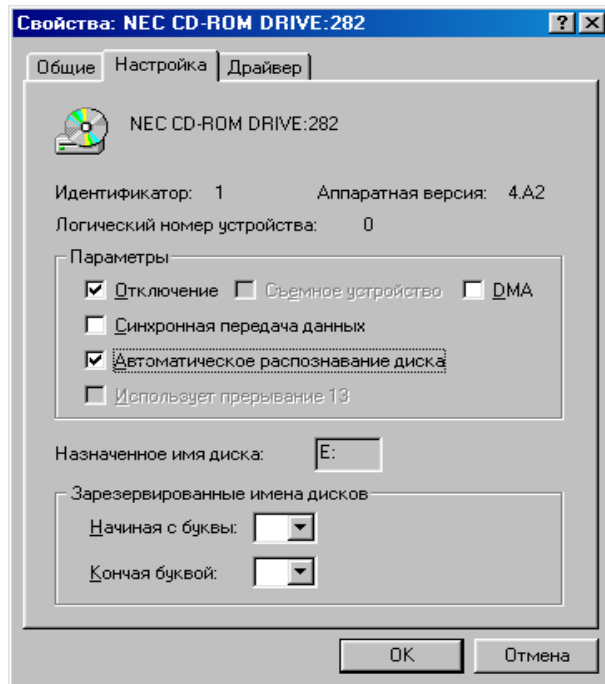 Свойства: NEC CD-ROM DRIVE:282
Общие Настройка Драйвер
NEC CD-ROM DRIVE:282
Идентификатор: 1 Аппаратная версия: 4.A2
Логический номер устройства: 0
Параметры
Отключение Съемное устройство DMA
Синхронная передача данных
Автоматическое распознавание диска
Использует прерывание 13
Назначенное имя диска: E:
Зарезервированные имена дисков
Начиная с буквы:
Кончая буквой:
OK Отмена